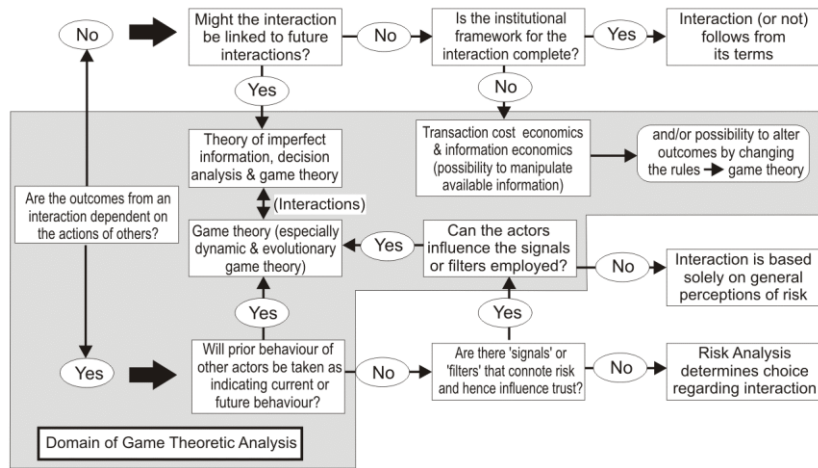 No
Might the interaction
be linked to future
interactions?
No
Is the institutional
framework for the
interaction complete?
Yes
Interaction (or not)
follows from
its terms
Yes
No
Theory of imperfect
information, decision
analysis & game theory
Transaction cost economics
& information economics
(possibility to manipulate
available information)
and/or possibility to alter
outcomes by changing
the rules → game theory
Are the outcomes from an
interaction dependent on
the actions of others?
(Interactions)
Game theory (especially
dynamic & evolutionary
game theory)
Yes
Can the actors
influence the signals
or filters employed?
No
Interaction is based
solely on general
perceptions of risk
Yes
Yes
Yes
Will prior behaviour of
other actors be taken as
indicating current or
future behaviour?
No
Are there 'signals' or
'filters' that connote risk
and hence influence trust?
No
Risk Analysis
determines choice
regarding interaction
Domain of Game Theoretic Analysis